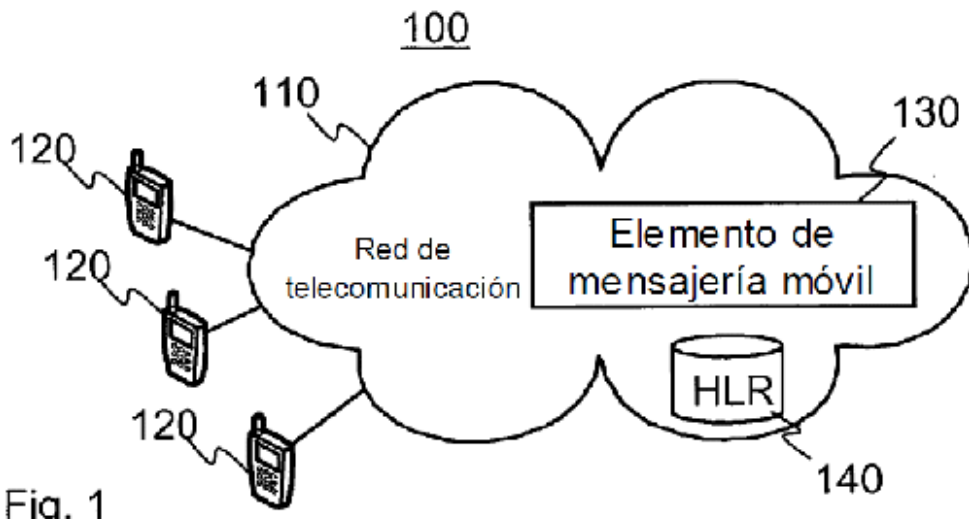 100
110
130
120
Elemento de
mensajería móvil
Red de
telecomunicación
120
HLR
120
140
Fig. 1